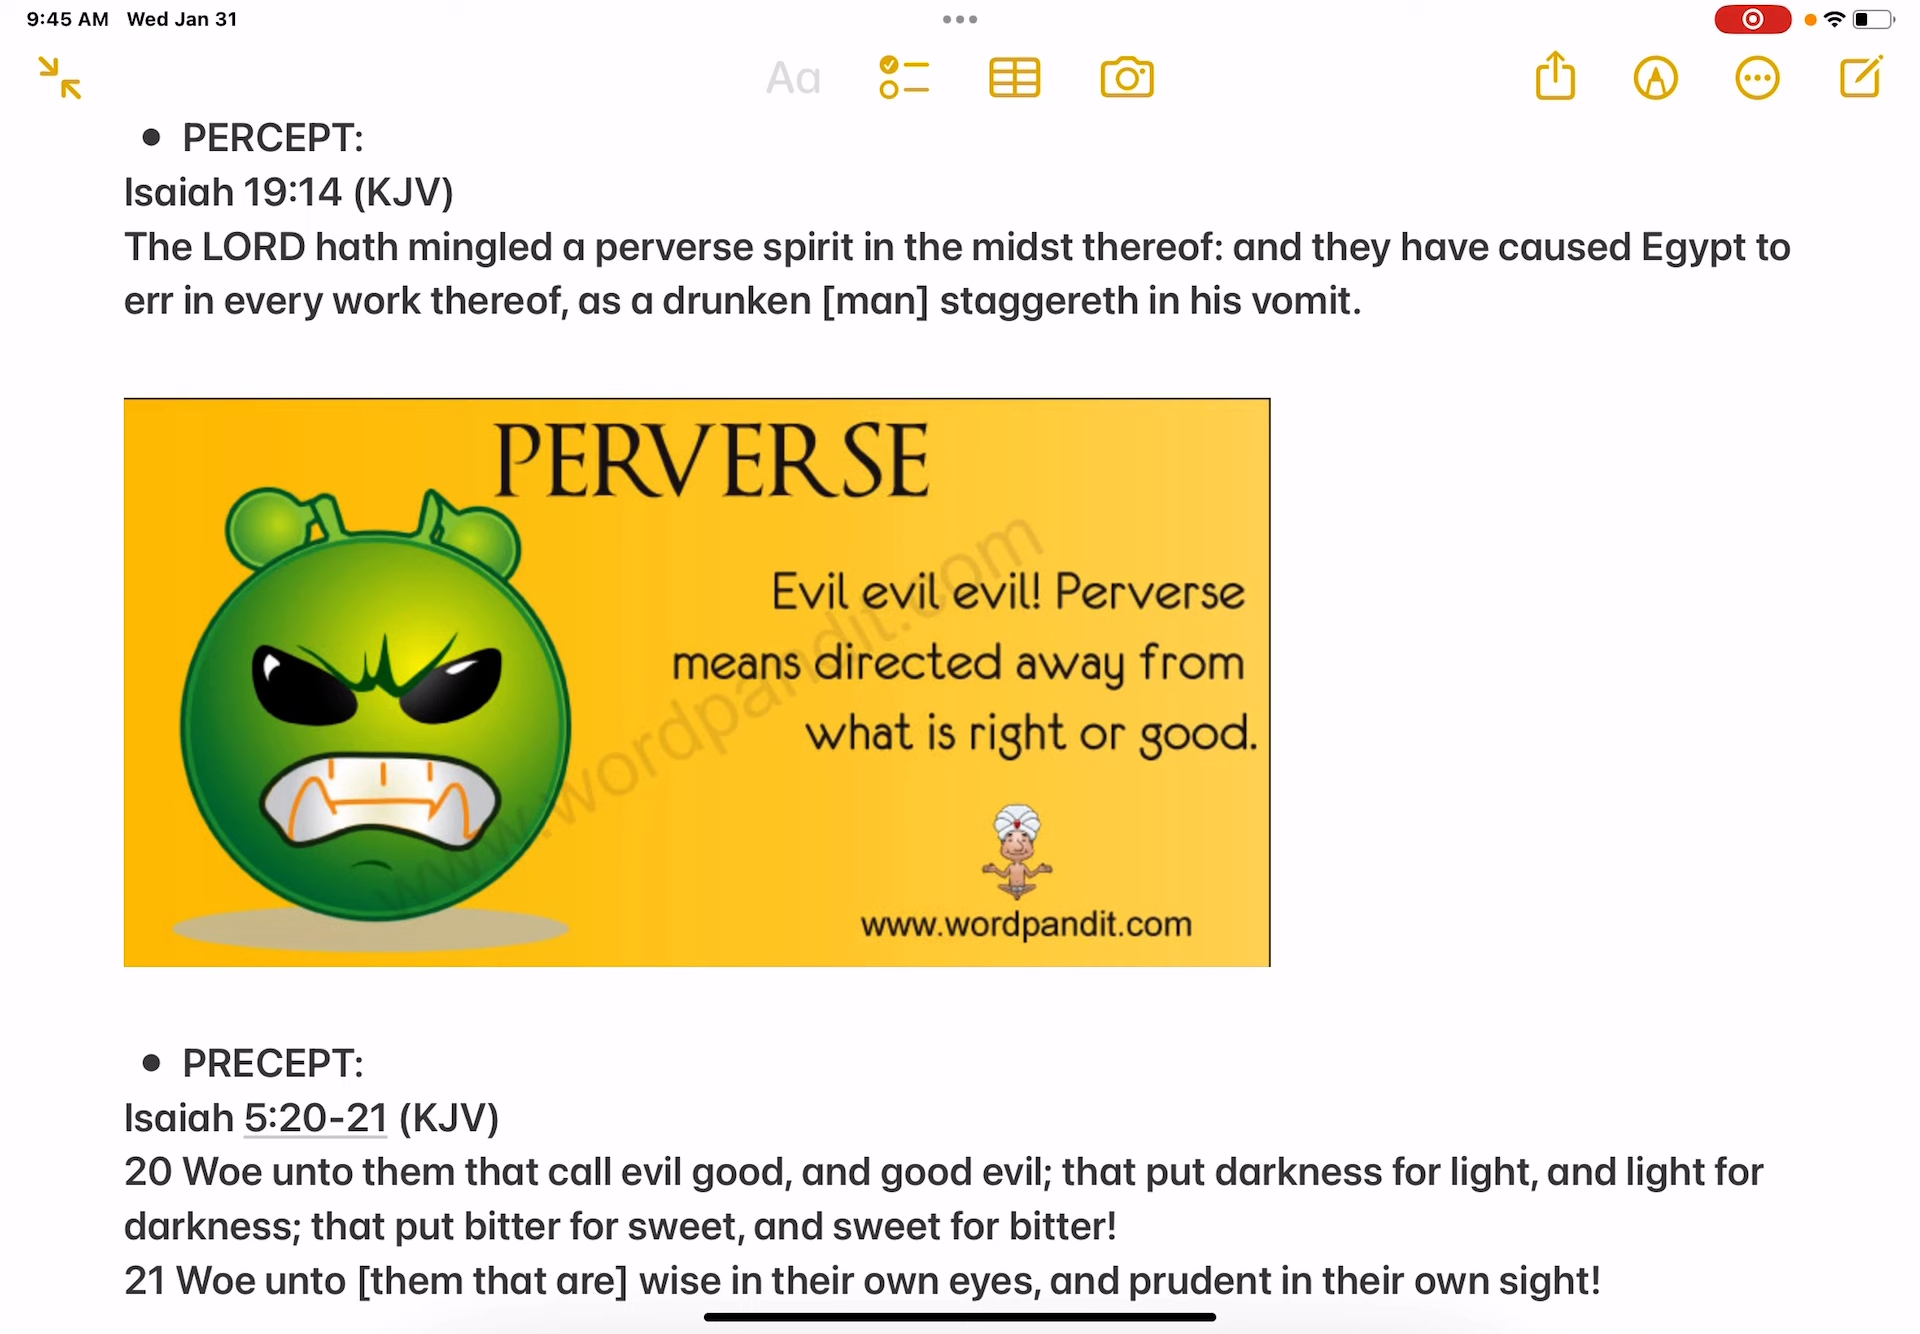 9:45 AM Wed Jan 31
Aa
• PERCEPT:
Isaiah 19:14 (KJV)
The LORD hath mingled a perverse spirit in the midst thereof: and they have caused Egypt to
err in every work thereof, as a drunken [man] staggereth in his vomit.
PERVERSE
Evil evil evil! Perverse
means directed away from
what is right or good.
www.wordpandit.com
www.wordpandit.com
• PRECEPT:
Isaiah 5:20-21 (KJV)
20 Woe unto them that call evil good, and good evil; that put darkness for light, and light for
darkness; that put bitter for sweet, and sweet for bitter!
21 Woe unto [them that are] wise in their own eyes, and prudent in their own sight!